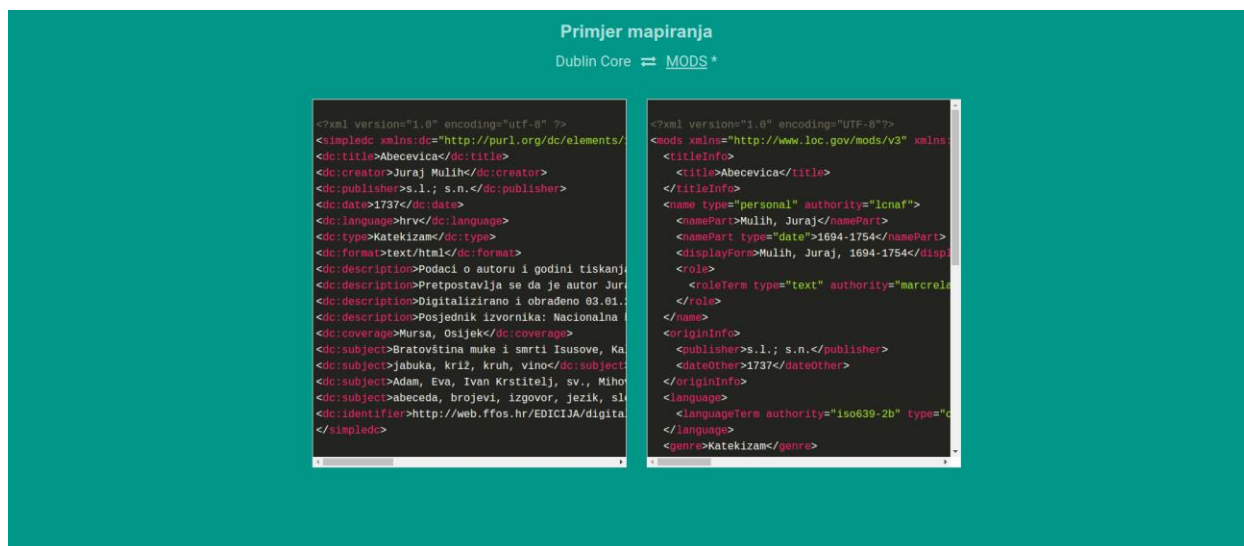 Primjer mapiranja
Dublin Core ⇄ MODS *
<?xml version="1.0" encoding="utf-8" ?>
<simpledc xmlns:dc="http://purl.org/dc/elements/
<dc:title>Abecevica</dc:title>
<dc:creator>Juraj Mulih</dc:creator>
<dc:publisher>s.l.; s.n.</dc:publisher>
<dc:date>1737</dc:date>
<dc:language>hrv</dc:language>
<dc:type>Katekizam</dc:type>
<dc:format>text/html</dc:format>
<dc:description>Podaci o autoru i godini tiskanj
<dc:description>Pretpostavlja se da je autor Jur
<dc:description>Digitalizirano i obrađeno 03.01.
<dc:description>Posjednik izvornika: Nacionalna
<dc:coverage>Mursa, Osijek</dc:coverage>
<dc:subject>Bratovština muke i smrti Isusove, Ka
<dc:subject>jabuka, križ, kruh, vino</dc:subject
<dc:subject>Adam, Eva, Ivan Krstitelj, sv., Miho
<dc:subject>abeceda, brojevi, izgovor, jezik, sl
<dc:identifier>http://web.ffos.hr/EDICIJA/digita
</simpledc>
<?xml version="1.0" encoding="UTF-8"?>
<mods xmlns="http://www.loc.gov/mods/v3" xmlns:
<titleInfo>
<title>Abecevica</title>
</titleInfo>
<name type="personal" authority="lcnaf">
<namePart>Mulih, Juraj</namePart>
<namePart type="date">1694-1754</namePart>
<displayForm>Mulih, Juraj, 1694-1754</displ
<role>
<roleTerm type="text" authority="marcrela
</role>
</name>
<originInfo>
<publisher>s.l.; s.n.</publisher>
<dateOther>1737</dateOther>
</originInfo>
<language>
<languageTerm authority="iso639-2b" type="c
</language>
<genre>Katekizam</genre>